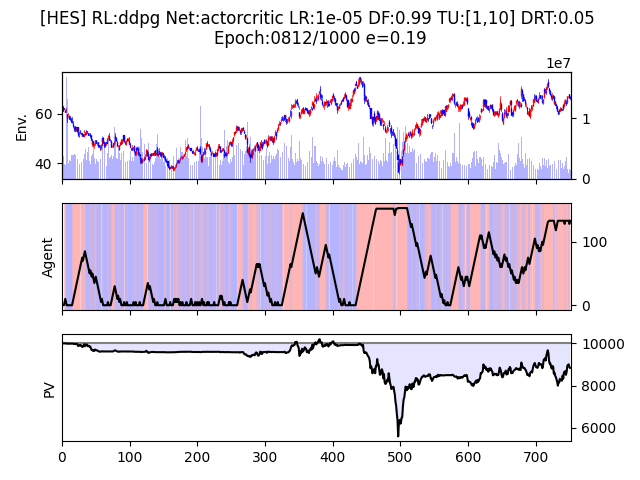 [HES] RL:ddpg Net:actorcritic LR:1e-05 DF:0.99 TU:[1,10] DRT:0.05
Epoch:0812/1000 e=0.19
1e7
Env.
60
40
1
0
Agent
100
0
PV
10000
8000
6000
0 100 200 300 400 500 600 700